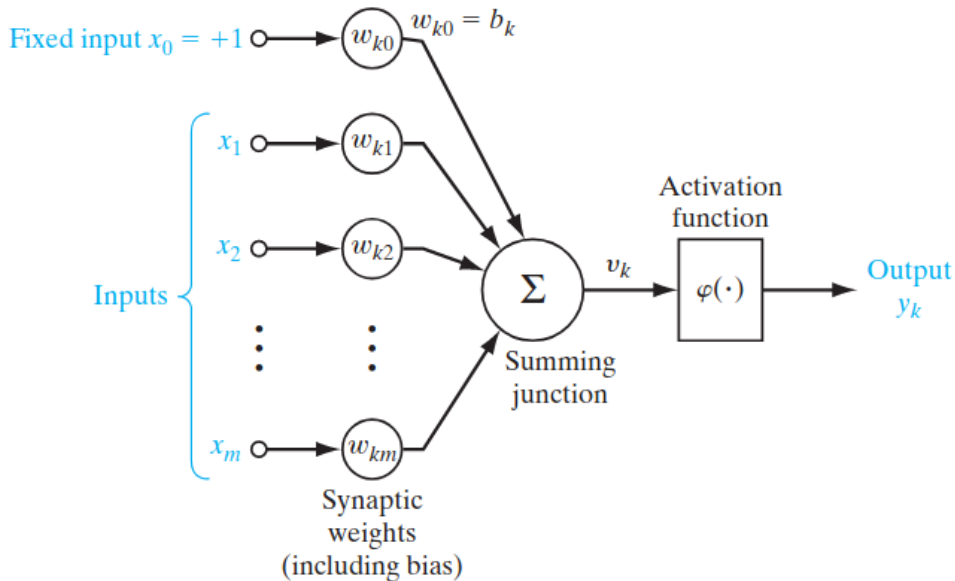 Fixed input x₀ = +1
wₖ₀
wₖ₀ = bₖ
x₁
wₖ₁
x₂
wₖ₂
Inputs
xₘ
wₖₘ
Synaptic
weights
(including bias)
Σ
Summing
junction
vₖ
Activation
function
φ(·)
Output
yₖ